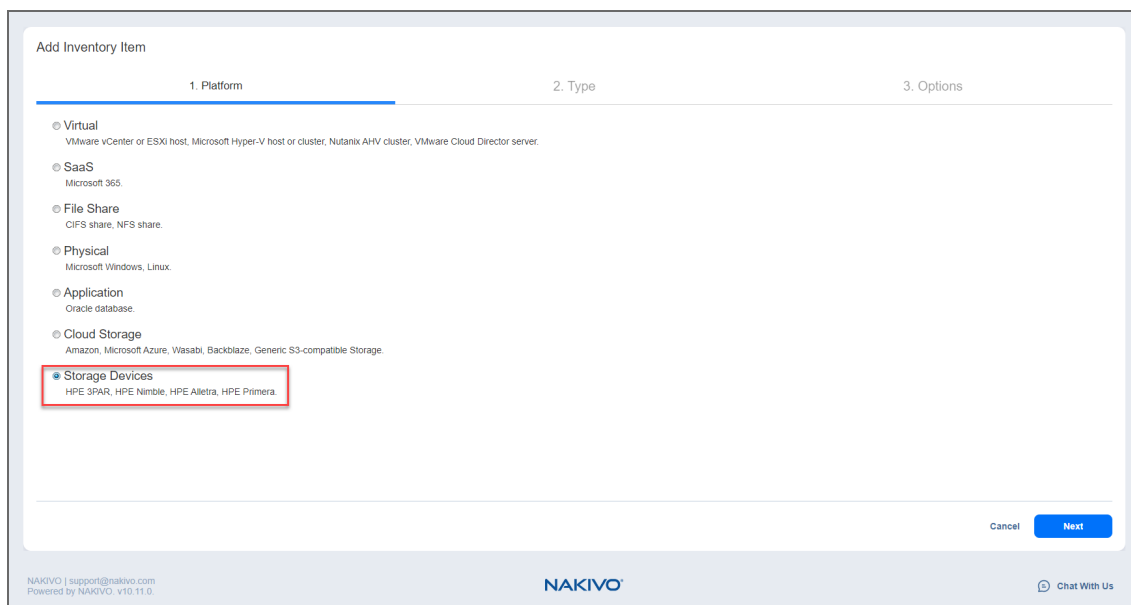 Add Inventory Item
1. Platform
2. Type
3. Options
Virtual
VMware vCenter or ESXi host, Microsoft Hyper-V host or cluster, Nutanix AHV cluster, VMware Cloud Director server.
SaaS
Microsoft 365.
File Share
CIFS share, NFS share.
Physical
Microsoft Windows, Linux.
Application
Oracle database.
Cloud Storage
Amazon, Microsoft Azure, Wasabi, Backblaze, Generic S3-compatible Storage.
Storage Devices
HPE 3PAR, HPE Nimble, HPE Alletra, HPE Primera.
Cancel
Next
NAKIVO | support@nakivo.com
Powered by NAKIVO. v10.11.0.
NAKIVO
Chat With Us